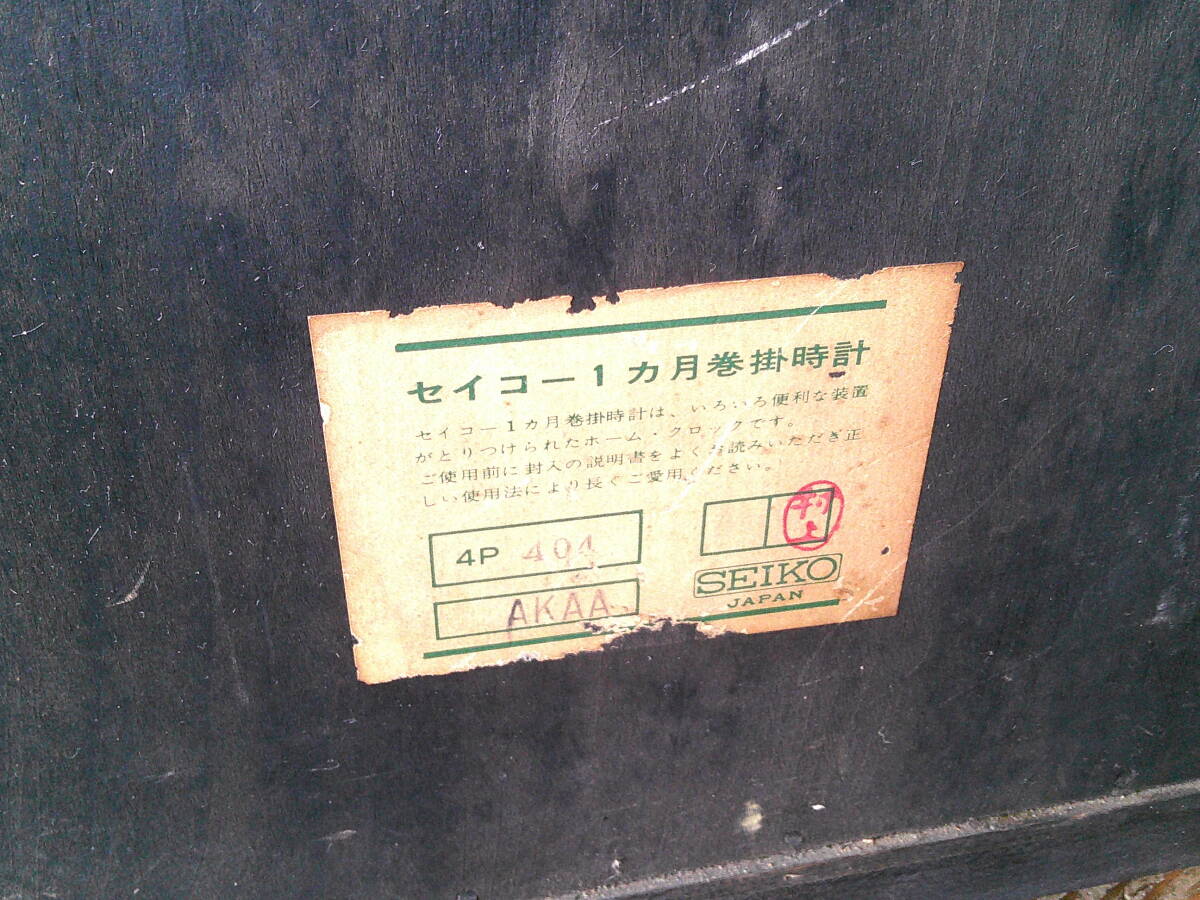 セイコー1カ月巻掛時計
セイコー1カ月巻掛時計は、いろいろ便利な装置
がとりつけられたホーム・クロックです。
ご使用前に封入の説明書をよくお読みいただき正
しい使用法により長くご愛用ください。
4P 404
村上
AKAA
SEIKO
JAPAN